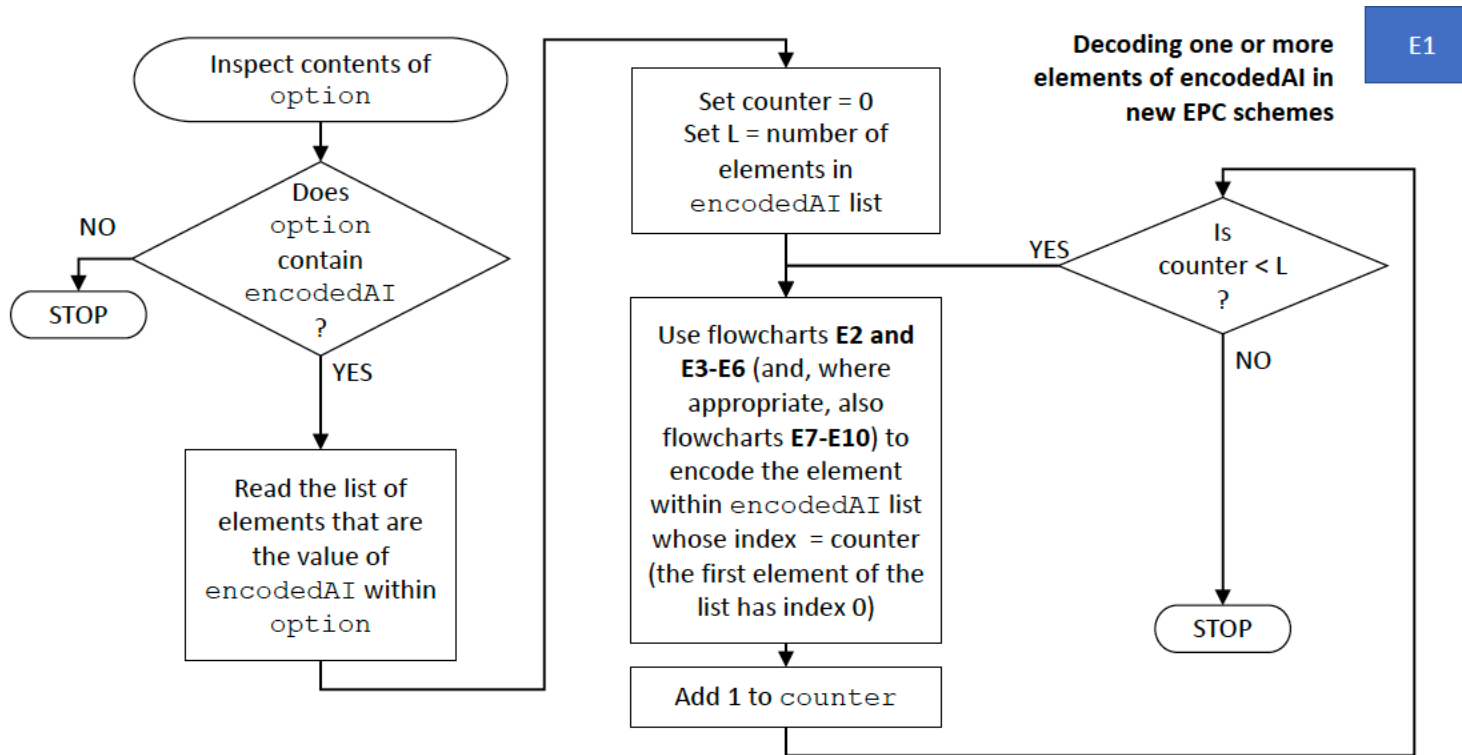 Inspect contents of
option
Does
option
contain
encodedAI
?
NO
STOP
YES
Read the list of
elements that are
the value of
encodedAI within
option
Set counter = 0
Set L = number of
elements in
encodedAI list
Use flowcharts E2 and
E3-E6 (and, where
appropriate, also
flowcharts E7-E10) to
encode the element
within encodedAI list
whose index = counter
(the first element of the
list has index 0)
Add 1 to counter
Decoding one or more
elements of encodedAI in
new EPC schemes
E1
Is
counter < L
?
YES
NO
STOP